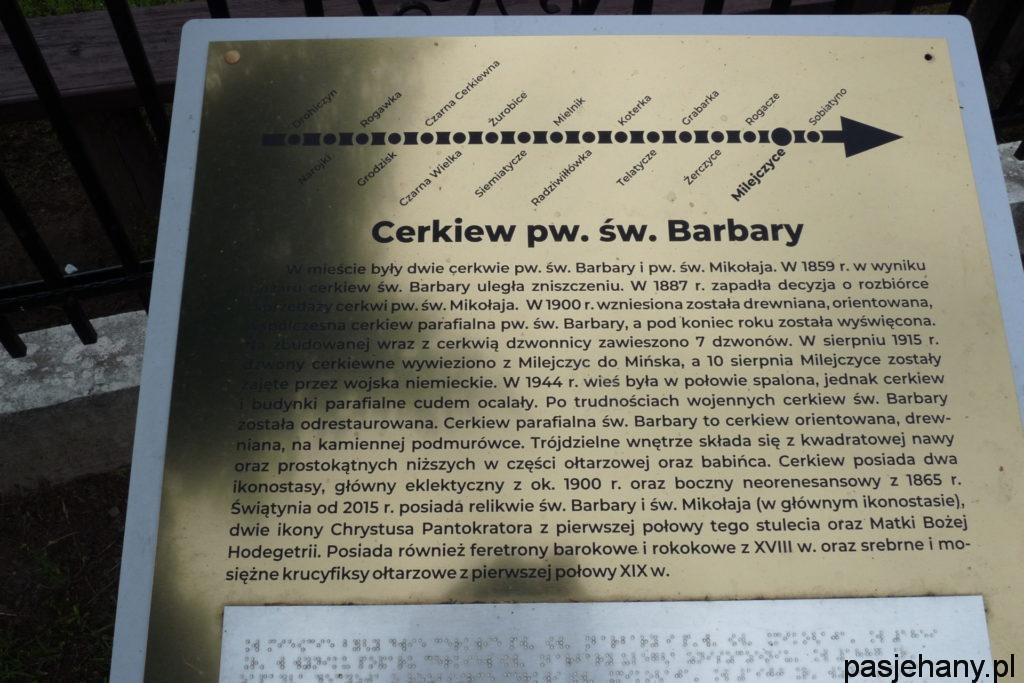 Drohiczyn Rogawka Czarna Cerkiewna Żurobice Mielnik Koterka Grabarka Rogacze Sobiatyno
Narojki Grodzisk Czarna Wielka Siemiatycze Radziwiłłówka Telatycze Żerczyce Milejczyce
Cerkiew pw. św. Barbary
W mieście były dwie cerkwie pw. św. Barbary i pw. św. Mikołaja. W 1859 r. w wyniku
pożaru cerkiew św. Barbary uległa zniszczeniu. W 1887 r. zapadła decyzja o rozbiórce
i sprzedaży cerkwi pw. św. Mikołaja. W 1900 r. wzniesiona została drewniana, orientowana,
współczesna cerkiew parafialna pw. św. Barbary, a pod koniec roku została wyświęcona.
Na zbudowanej wraz z cerkwią dzwonnicy zawieszono 7 dzwonów. W sierpniu 1915 r.
dzwony cerkiewne wywieziono z Milejczyc do Mińska, a 10 sierpnia Milejczyce zostały
zajęte przez wojska niemieckie. W 1944 r. wieś była w połowie spalona, jednak cerkiew
i budynki parafialne cudem ocalały. Po trudnościach wojennych cerkiew św. Barbary
została odrestaurowana. Cerkiew parafialna św. Barbary to cerkiew orientowana, drew-
niana, na kamiennej podmurówce. Trójdzielne wnętrze składa się z kwadratowej nawy
oraz prostokątnych niższych w części ołtarzowej oraz babińca. Cerkiew posiada dwa
ikonostasy, główny eklektyczny z ok. 1900 r. oraz boczny neorenesansowy z 1865 r.
Świątynia od 2015 r. posiada relikwie św. Barbary i św. Mikołaja (w głównym ikonostasie),
dwie ikony Chrystusa Pantokratora z pierwszej połowy tego stulecia oraz Matki Bożej
Hodegetrii. Posiada również feretrony barokowe i rokokowe z XVIII w. oraz srebrne i mo-
siężne krucyfiksy ołtarzowe z pierwszej połowy XIX w.
pasjehany.pl